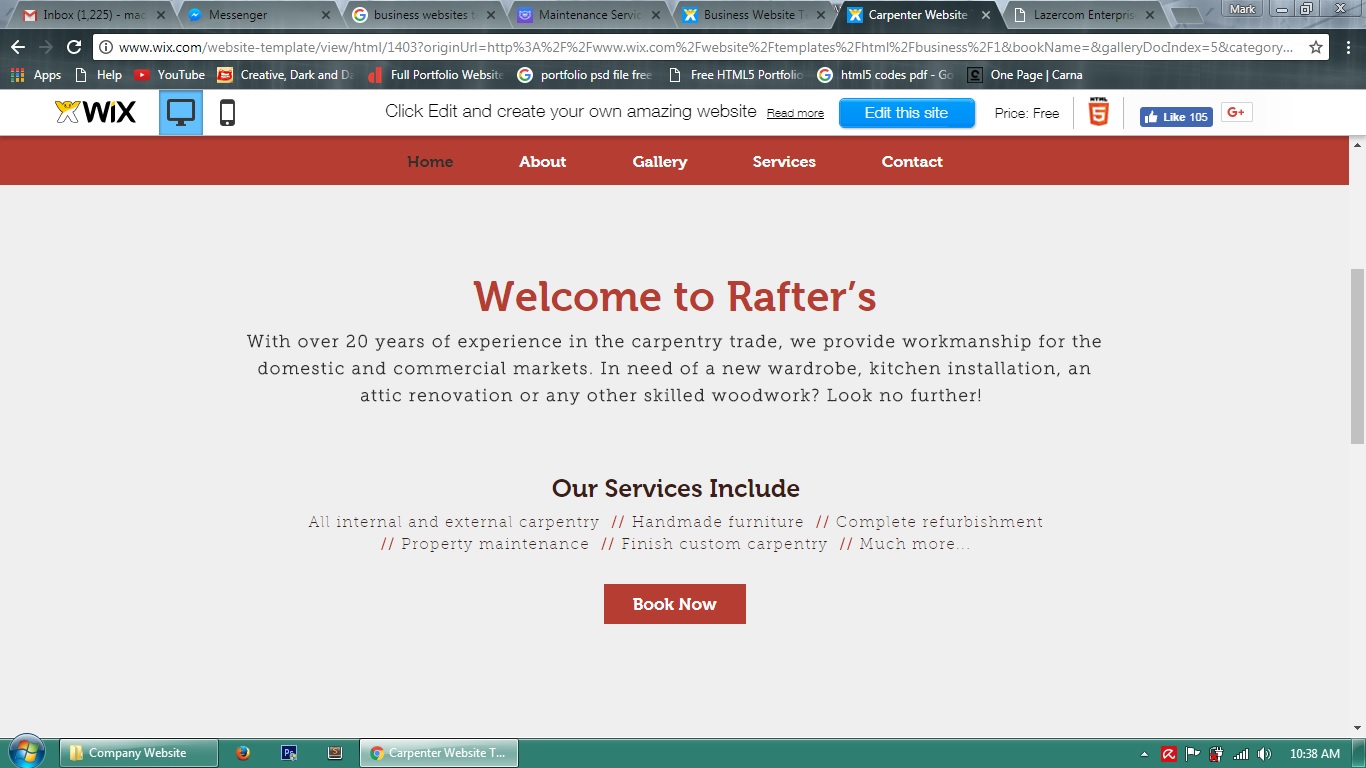 Inbox (1,225) - mac
Messenger
business websites t
Maintenance Servic
Business Website T
Carpenter Website
Lazercom Enterpris
Mark
www.wix.com/website-template/view/html/1403?originUrl=http%3A%2F%2Fwww.wix.com%2Fwebsite%2Ftemplates%2Fhtml%2Fbusiness%2F1&bookName=&galleryDocIndex=5&category...
Apps Help YouTube Creative, Dark and Da Full Portfolio Website portfolio psd file free Free HTML5 Portfolio html5 codes pdf - Go One Page | Carna
WiX Click Edit and create your own amazing website Read more Edit this site Price: Free HTML 5 Like 105 G+
Home About Gallery Services Contact
Welcome to Rafter’s
With over 20 years of experience in the carpentry trade, we provide workmanship for the
domestic and commercial markets. In need of a new wardrobe, kitchen installation, an
attic renovation or any other skilled woodwork? Look no further!
Our Services Include
All internal and external carpentry // Handmade furniture // Complete refurbishment
// Property maintenance // Finish custom carpentry // Much more...
Book Now
Company Website Ps Carpenter Website T... 10:38 AM